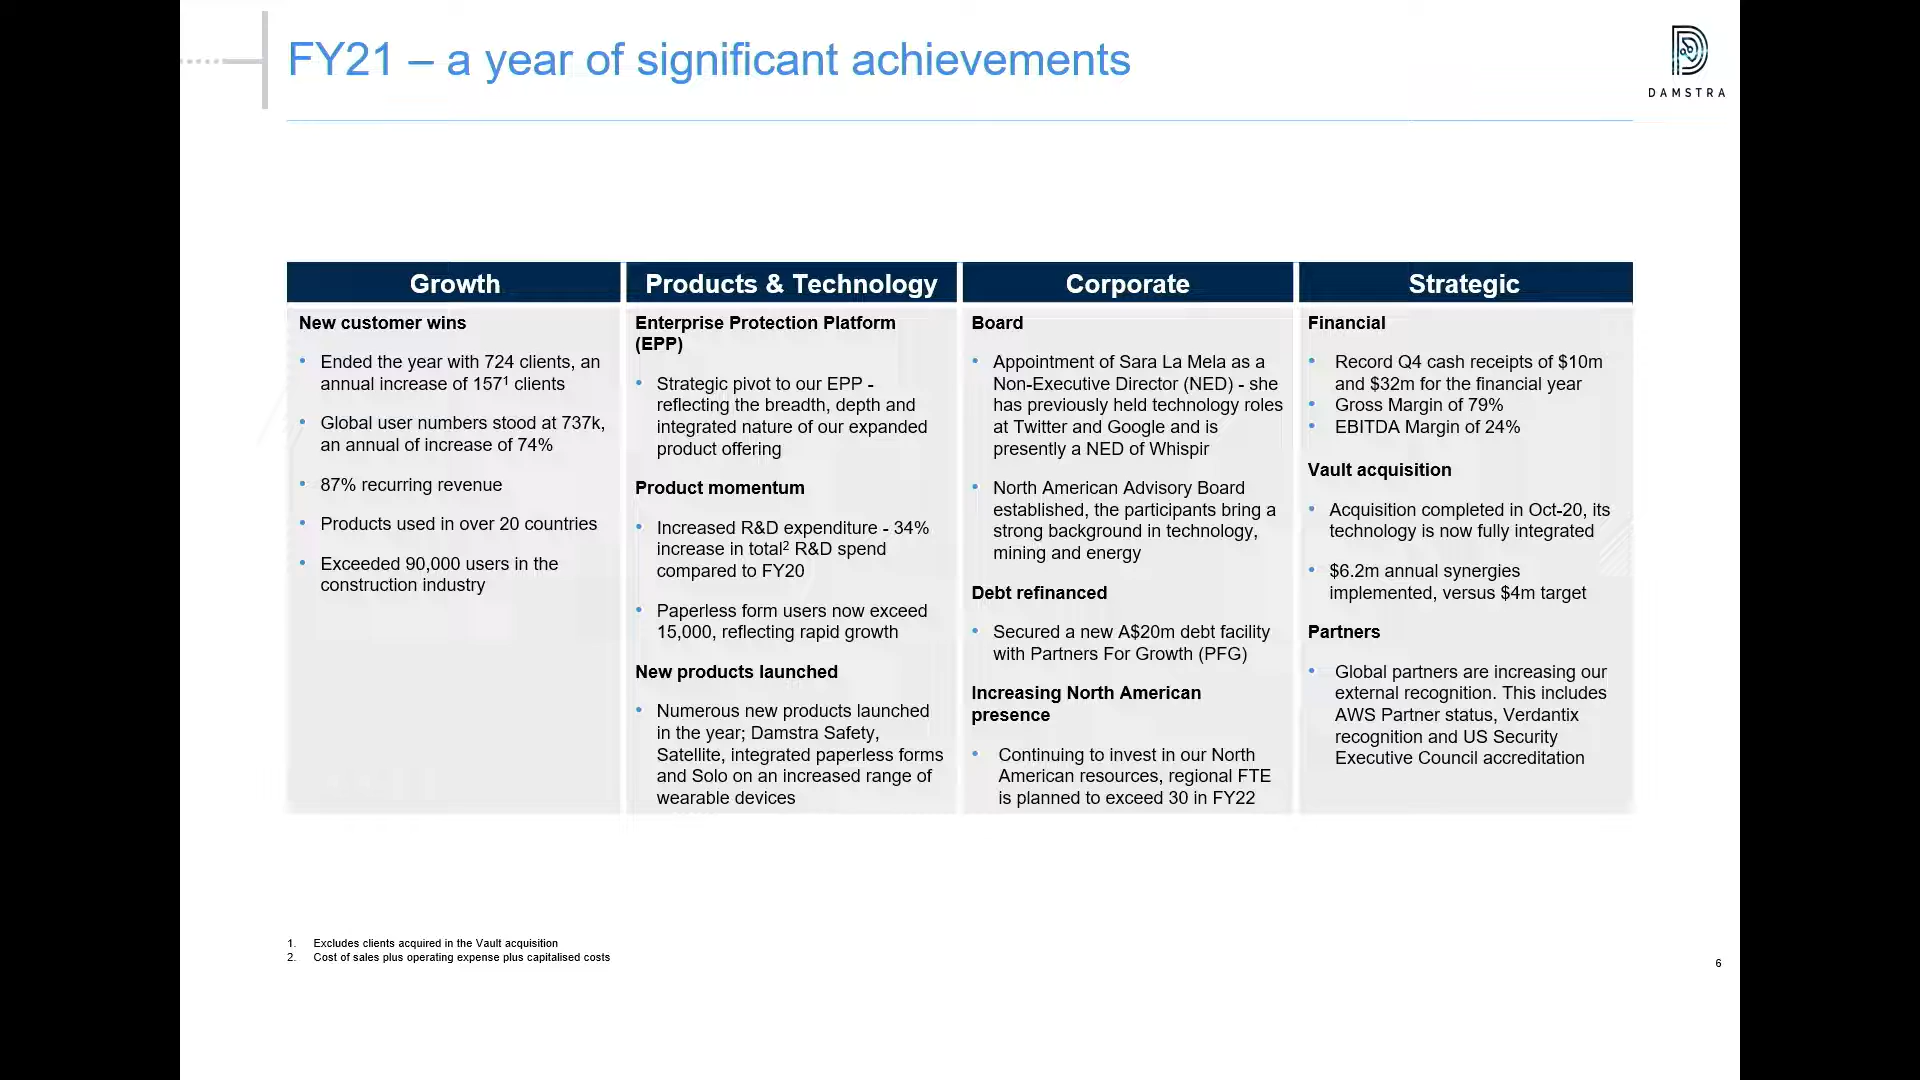 FY21 – a year of significant achievements
DAMSTRA
Growth
New customer wins
• Ended the year with 724 clients, an
annual increase of 157¹ clients
• Global user numbers stood at 737k,
an annual of increase of 74%
• 87% recurring revenue
• Products used in over 20 countries
• Exceeded 90,000 users in the
construction industry
Products & Technology
Enterprise Protection Platform
(EPP)
• Strategic pivot to our EPP -
reflecting the breadth, depth and
integrated nature of our expanded
product offering
Product momentum
• Increased R&D expenditure - 34%
increase in total² R&D spend
compared to FY20
• Paperless form users now exceed
15,000, reflecting rapid growth
New products launched
• Numerous new products launched
in the year; Damstra Safety,
Satellite, integrated paperless forms
and Solo on an increased range of
wearable devices
Corporate
Board
• Appointment of Sara La Mela as a
Non-Executive Director (NED) - she
has previously held technology roles
at Twitter and Google and is
presently a NED of Whispir
• North American Advisory Board
established, the participants bring a
strong background in technology,
mining and energy
Debt refinanced
• Secured a new A$20m debt facility
with Partners For Growth (PFG)
Increasing North American
presence
• Continuing to invest in our North
American resources, regional FTE
is planned to exceed 30 in FY22
Strategic
Financial
• Record Q4 cash receipts of $10m
and $32m for the financial year
• Gross Margin of 79%
• EBITDA Margin of 24%
Vault acquisition
• Acquisition completed in Oct-20, its
technology is now fully integrated
• $6.2m annual synergies
implemented, versus $4m target
Partners
• Global partners are increasing our
external recognition. This includes
AWS Partner status, Verdantix
recognition and US Security
Executive Council accreditation
1. Excludes clients acquired in the Vault acquisition
2. Cost of sales plus operating expense plus capitalised costs
6